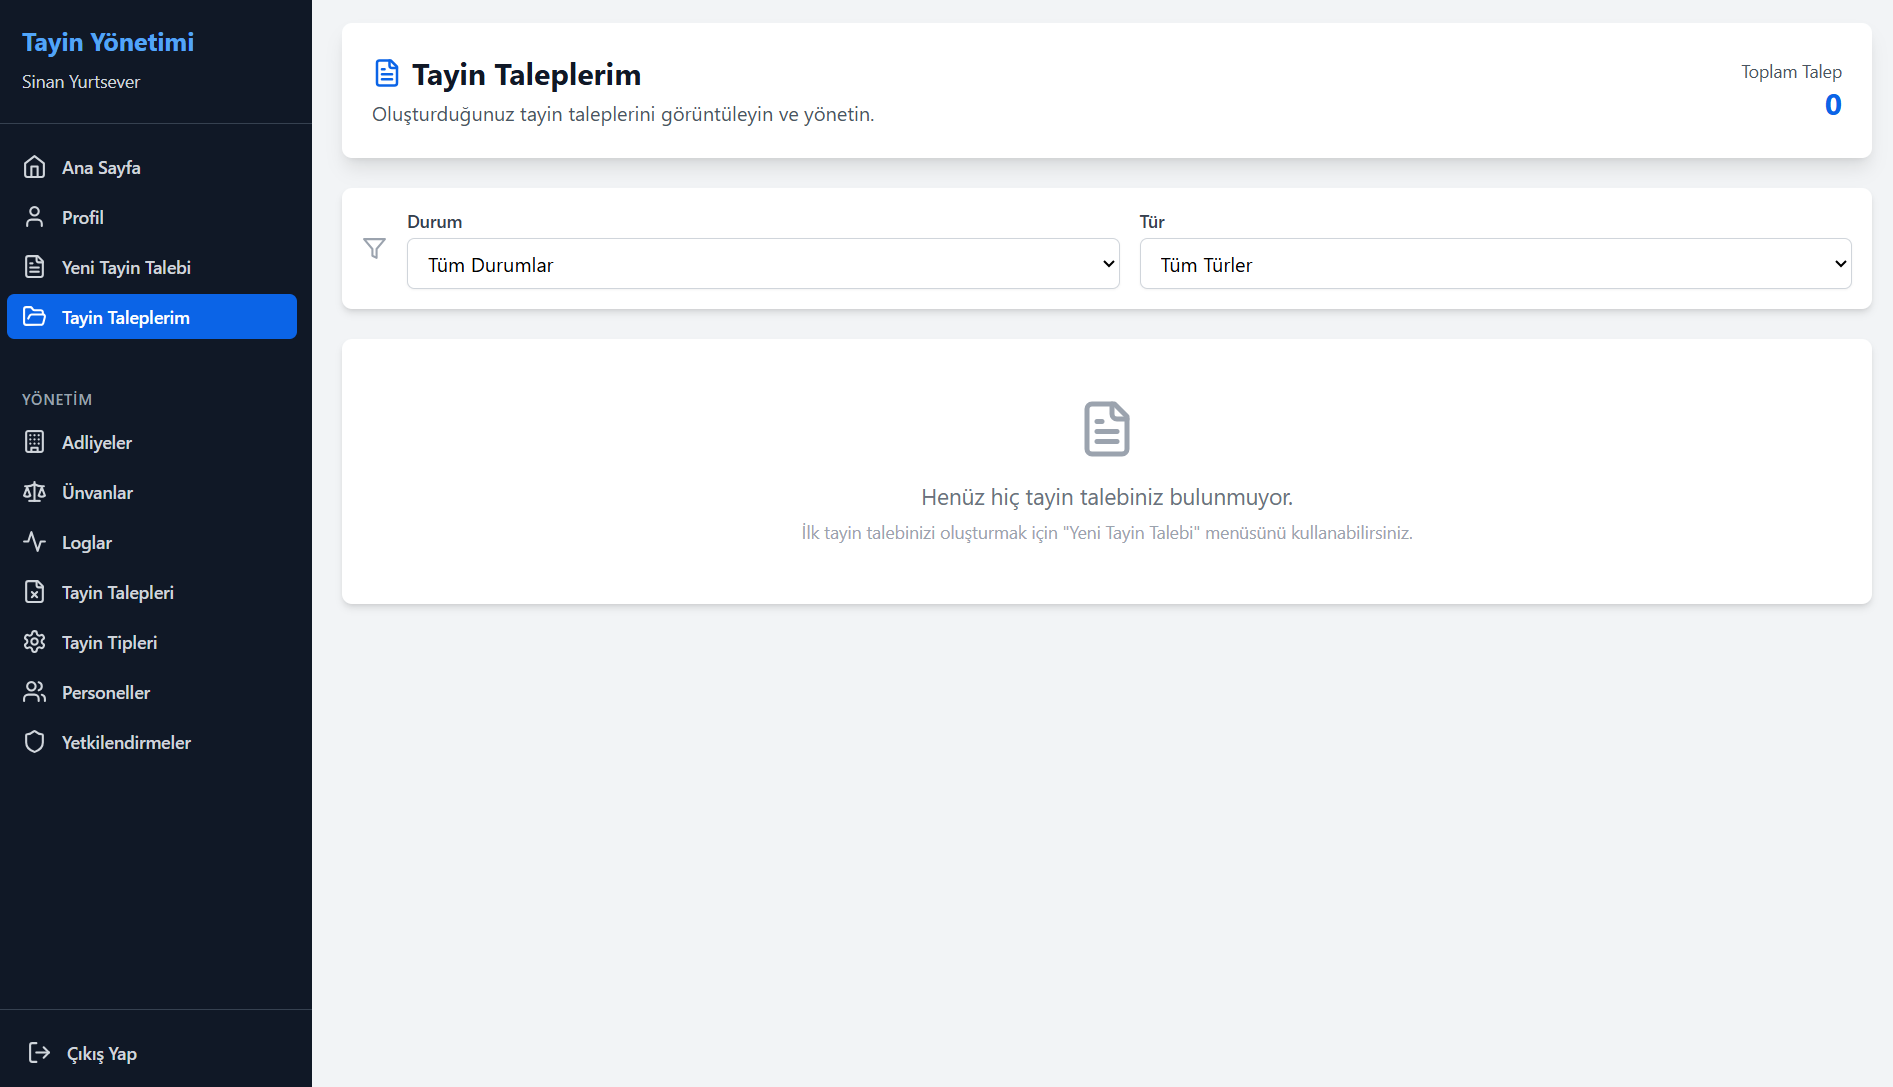 Tayin Yönetimi
Sinan Yurtsever
Ana Sayfa
Profil
Yeni Tayin Talebi
Tayin Taleplerim
YÖNETİM
Adliyeler
Ünvanlar
Loglar
Tayin Talepleri
Tayin Tipleri
Personeller
Yetkilendirmeler
Çıkış Yap
Tayin Taleplerim
Oluşturduğunuz tayin taleplerini görüntüleyin ve yönetin.
Toplam Talep
0
Durum
Tüm Durumlar
Tür
Tüm Türler
Henüz hiç tayin talebiniz bulunmuyor.
İlk tayin talebinizi oluşturmak için "Yeni Tayin Talebi" menüsünü kullanabilirsiniz.